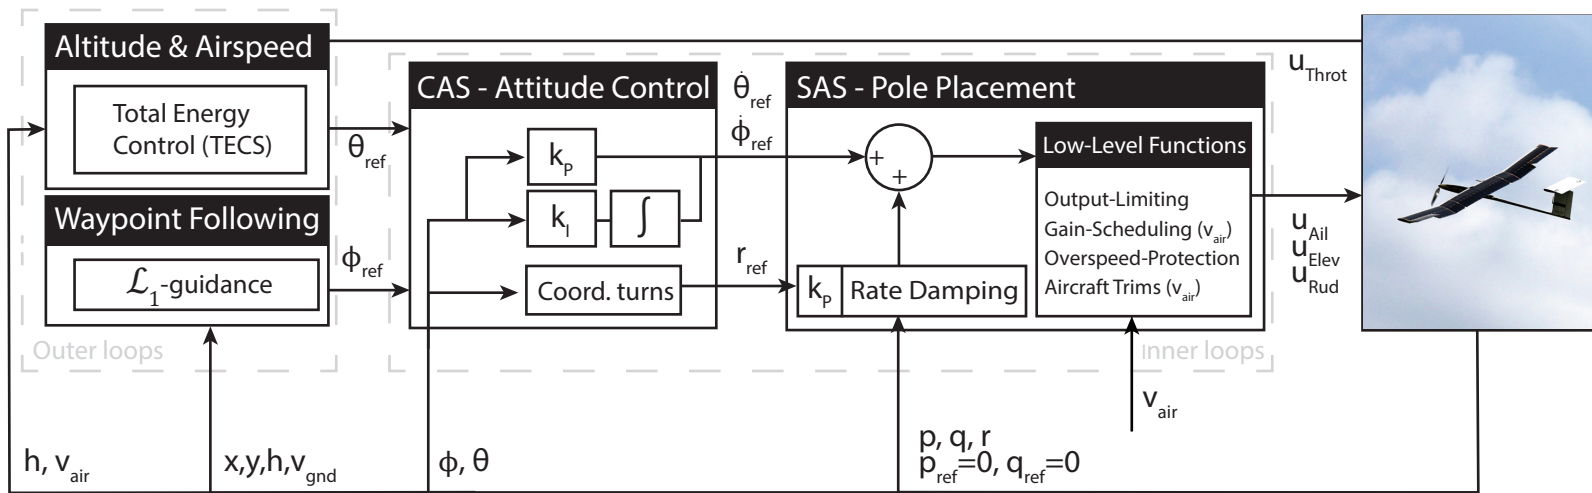 Altitude & Airspeed
Total Energy
Control (TECS)
θref
Waypoint Following
ℒ1-guidance
ϕref
Outer loops
CAS - Attitude Control
kP
kI
∫
Coord. turns
θ̇ref
ϕ̇ref
rref
SAS - Pole Placement
+
+
kP Rate Damping
Low-Level Functions
Output-Limiting
Gain-Scheduling (vair)
Overspeed-Protection
Aircraft Trims (vair)
Inner loops
uThrot
uAil
uElev
uRud
vair
h, vair
x,y,h,vgnd
ϕ, θ
p, q, r
pref=0, qref=0